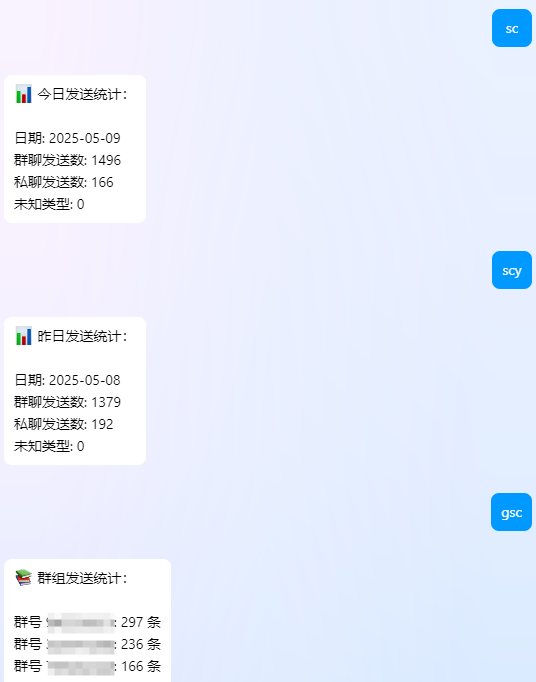 sc
今日发送统计：
日期: 2025-05-09
群聊发送数: 1496
私聊发送数: 166
未知类型: 0
scy
昨日发送统计：
日期: 2025-05-08
群聊发送数: 1379
私聊发送数: 192
未知类型: 0
gsc
群组发送统计：
群号 : 297 条
群号 : 236 条
群号 : 166 条